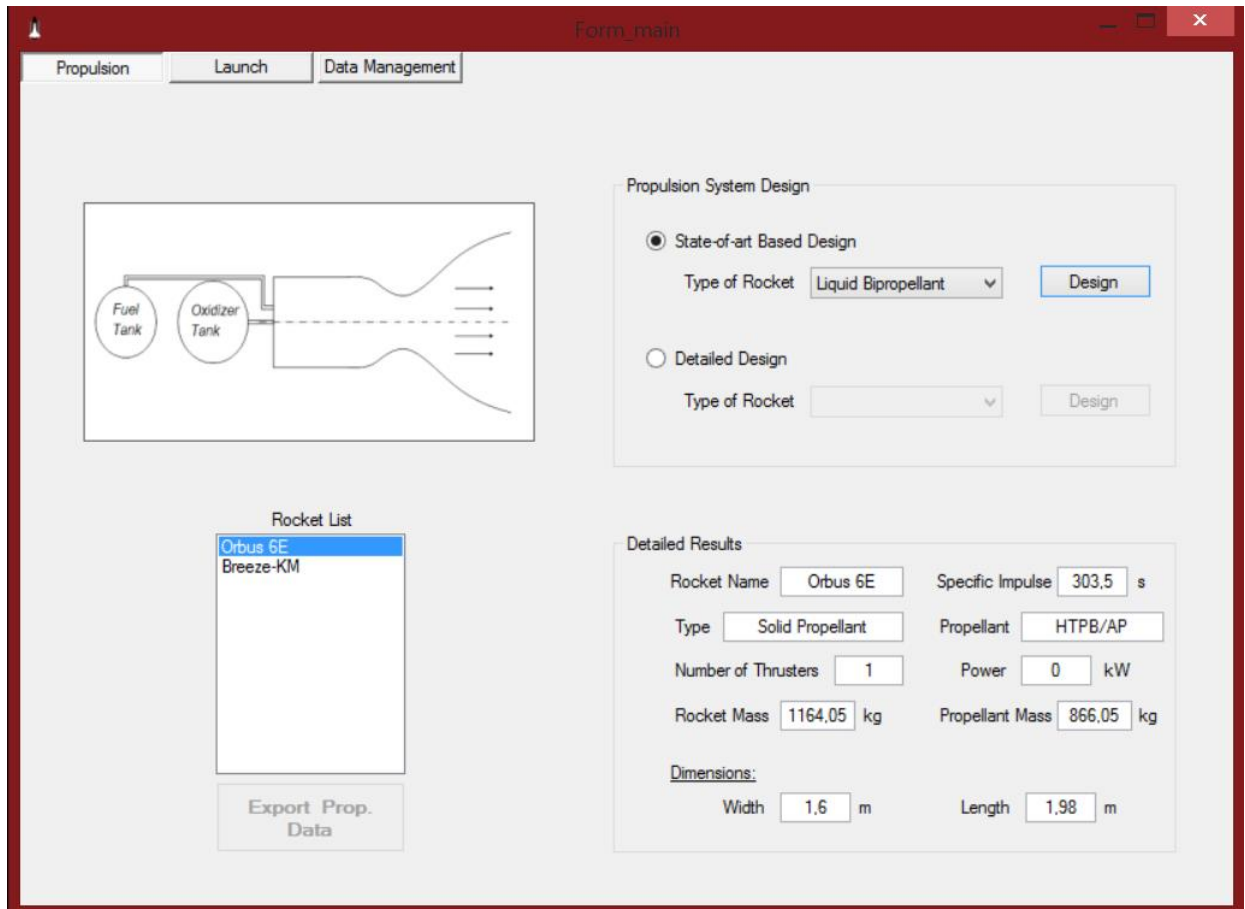 Form_main
Propulsion Launch Data Management
Propulsion System Design
State-of-art Based Design
Type of Rocket Liquid Bipropellant Design
Detailed Design
Type of Rocket Design
Fuel Tank
Oxidizer Tank
Rocket List
Orbus 6E
Breeze-KM
Export Prop.
Data
Detailed Results
Rocket Name Orbus 6E Specific Impulse 303,5 s
Type Solid Propellant Propellant HTPB/AP
Number of Thrusters 1 Power 0 kW
Rocket Mass 1164,05 kg Propellant Mass 866,05 kg
Dimensions:
Width 1,6 m Length 1,98 m